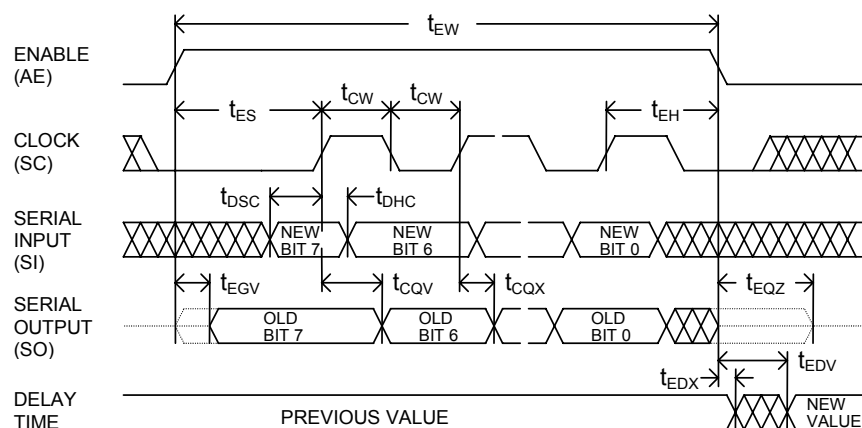 tEW
ENABLE
(AE)
tES
tCW
tCW
tEH
CLOCK
(SC)
tDSC
tDHC
SERIAL
INPUT
(SI)
NEW
BIT 7
NEW
BIT 6
NEW
BIT 0
tEGV
tCQV
tCQX
tEQZ
SERIAL
OUTPUT
(SO)
OLD
BIT 7
OLD
BIT 6
OLD
BIT 0
tEDX
tEDV
DELAY
TIME
PREVIOUS VALUE
NEW
VALUE